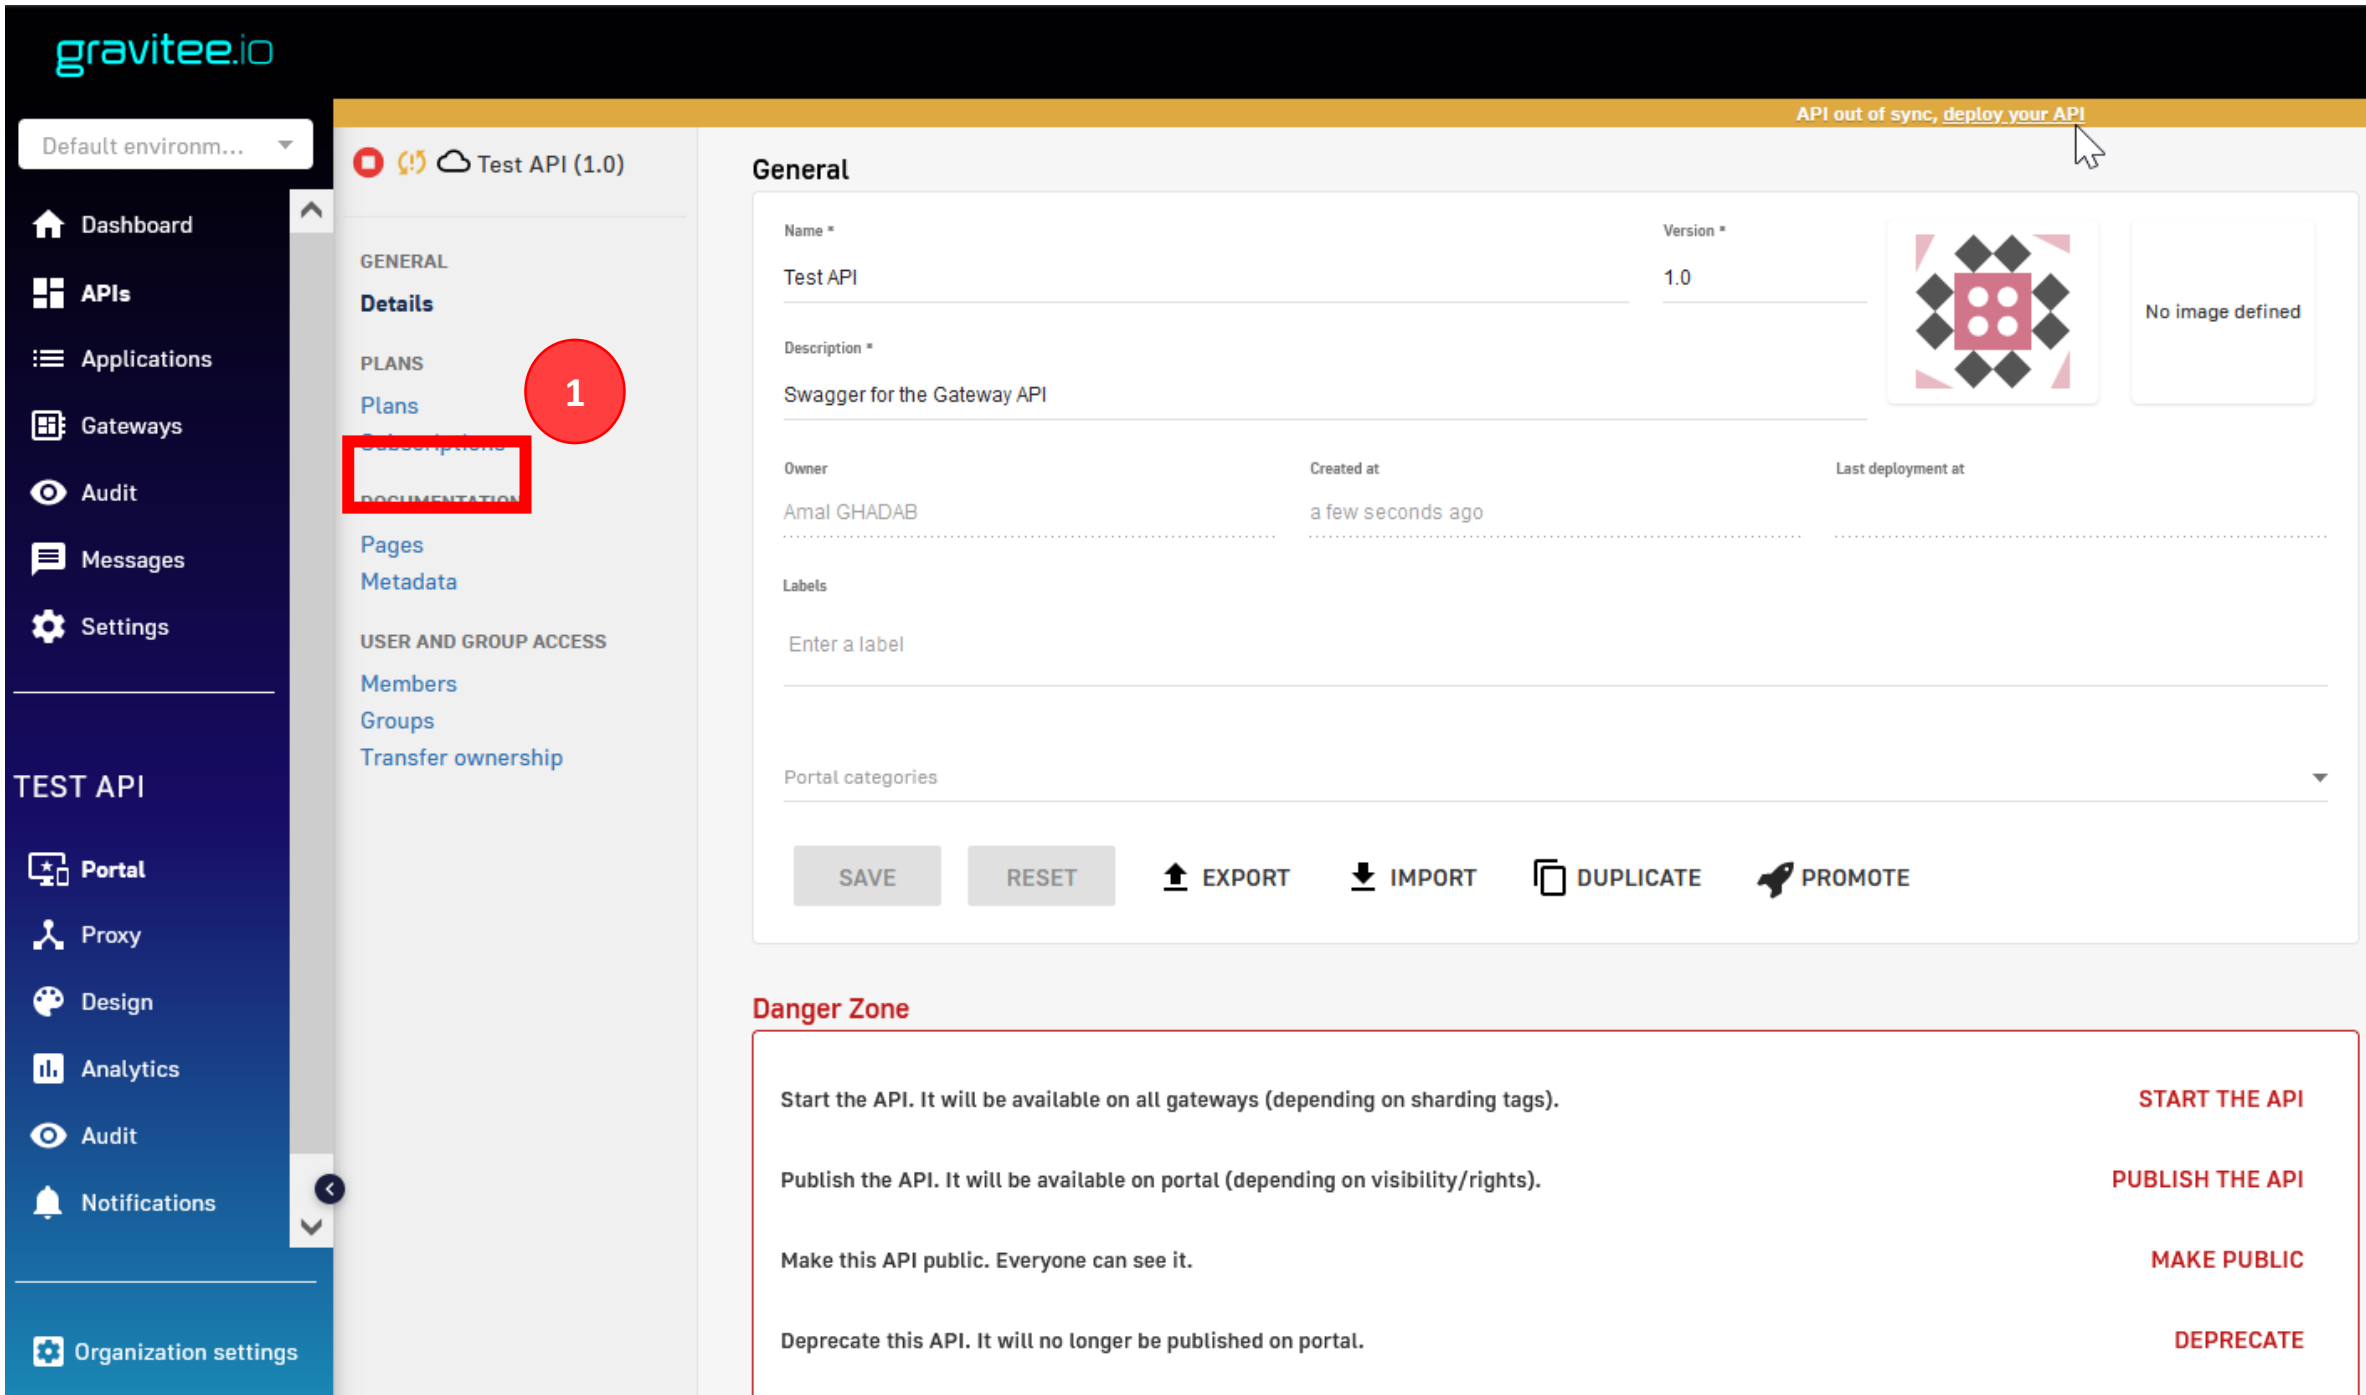 gravitee.io
API out of sync, deploy your API
Default environm...
Dashboard
APIs
Applications
Gateways
Audit
Messages
Settings
TEST API
Portal
Proxy
Design
Analytics
Audit
Notifications
Organization settings
Test API (1.0)
GENERAL
Details
PLANS
Plans
Subscriptions
1
DOCUMENTATION
Pages
Metadata
USER AND GROUP ACCESS
Members
Groups
Transfer ownership
General
Name *
Version *
Test API
1.0
No image defined
Description *
Swagger for the Gateway API
Owner
Created at
Last deployment at
Amal GHADAB
a few seconds ago
Labels
Enter a label
Portal categories
SAVE
RESET
EXPORT
IMPORT
DUPLICATE
PROMOTE
Danger Zone
Start the API. It will be available on all gateways (depending on sharding tags).
START THE API
Publish the API. It will be available on portal (depending on visibility/rights).
PUBLISH THE API
Make this API public. Everyone can see it.
MAKE PUBLIC
Deprecate this API. It will no longer be published on portal.
DEPRECATE